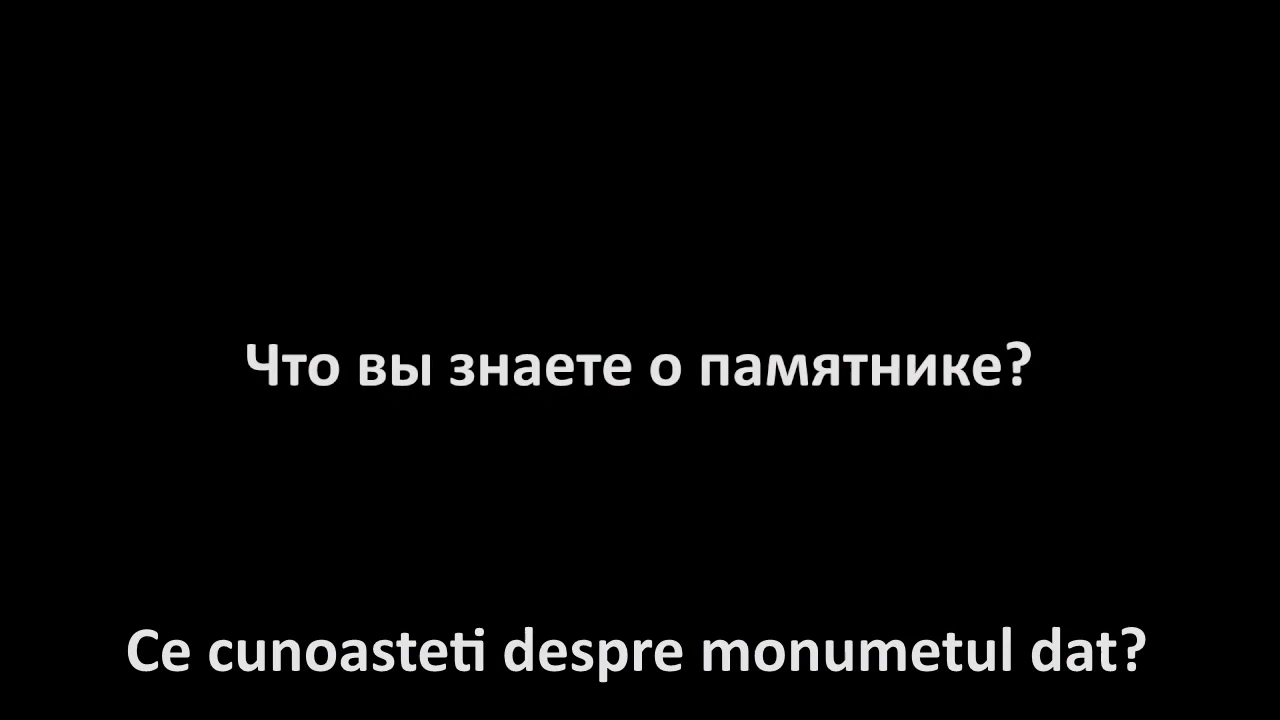 Что вы знаете о памятнике?
Ce cunoasteti despre monumetul dat?